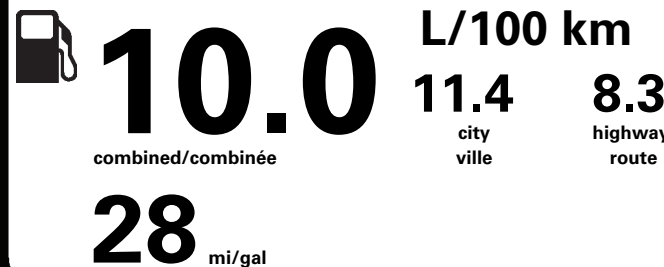 10.0
combined/combinée
L/100 km
11.4
city
ville
8.3
highway
route
28 mi/gal